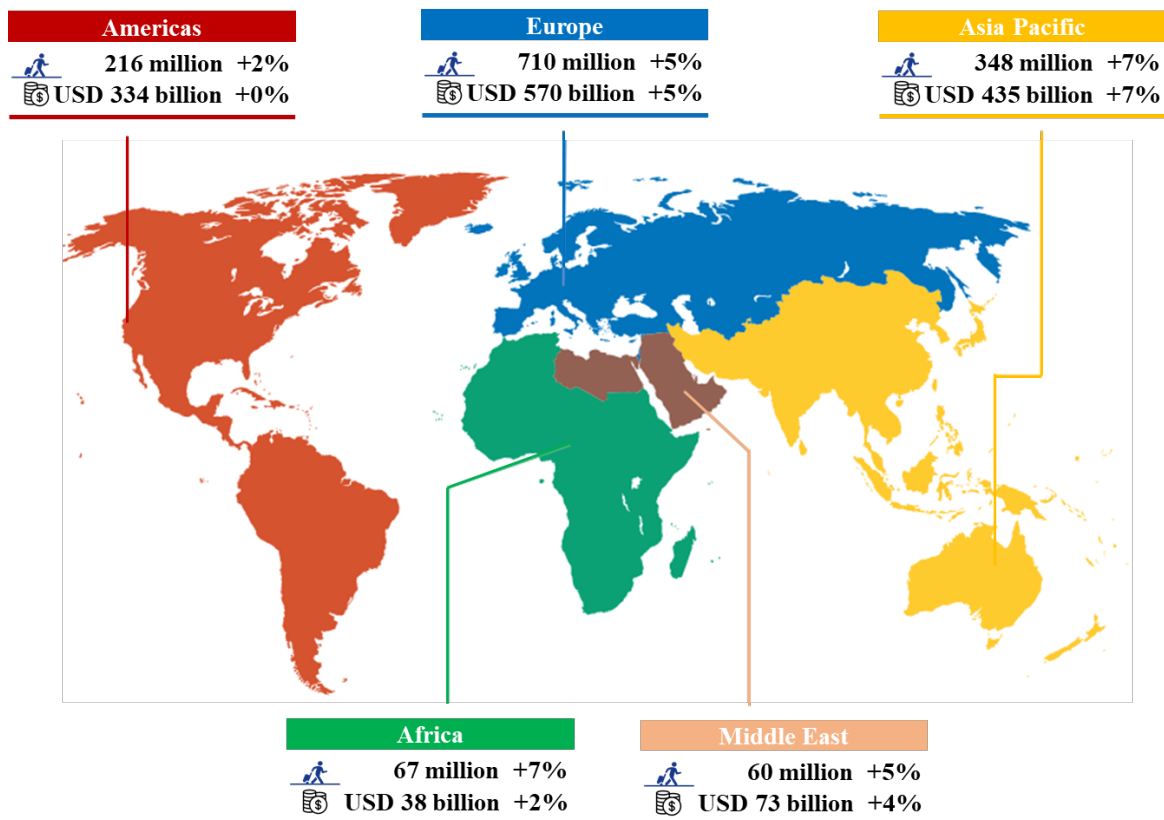 Americas
216 million +2%
USD 334 billion +0%
Europe
710 million +5%
USD 570 billion +5%
Asia Pacific
348 million +7%
USD 435 billion +7%
Africa
67 million +7%
USD 38 billion +2%
Middle East
60 million +5%
USD 73 billion +4%